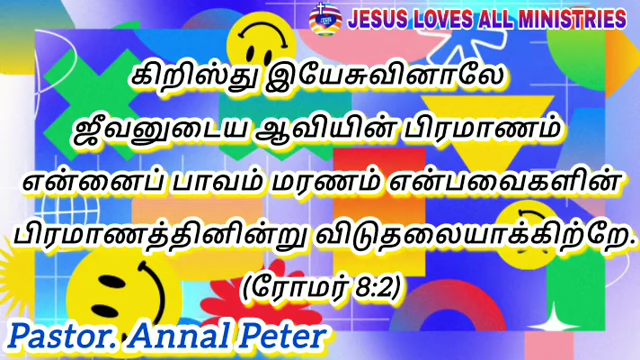 JESUS LOVES ALL MINISTRIES
கிறிஸ்து இயேசுவினாலே
ஜீவனுடைய ஆவியின் பிரமாணம்
என்னைப் பாவம் மரணம் என்பவைகளின்
பிரமாணத்தினின்று விடுதலையாக்கிற்றே.
(ரோமர் 8:2)
Pastor. Annal Peter